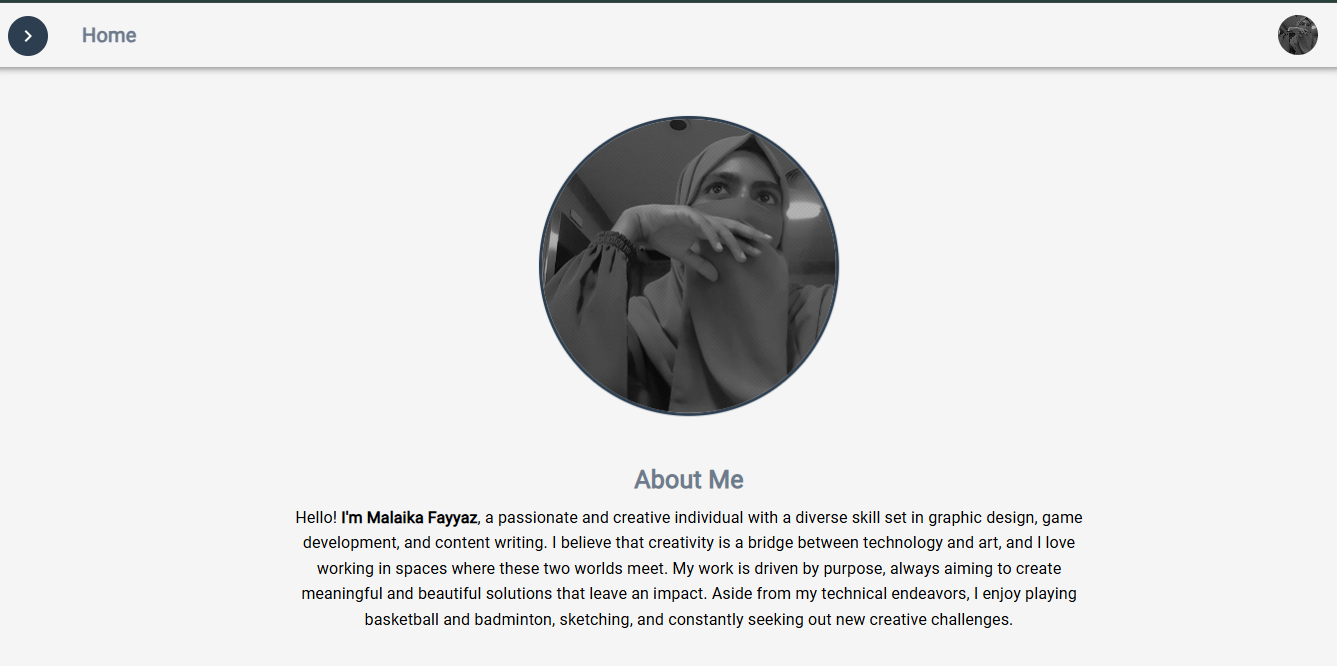 Home
About Me
Hello! I'm Malaika Fayyaz, a passionate and creative individual with a diverse skill set in graphic design, game
development, and content writing. I believe that creativity is a bridge between technology and art, and I love
working in spaces where these two worlds meet. My work is driven by purpose, always aiming to create
meaningful and beautiful solutions that leave an impact. Aside from my technical endeavors, I enjoy playing
basketball and badminton, sketching, and constantly seeking out new creative challenges.